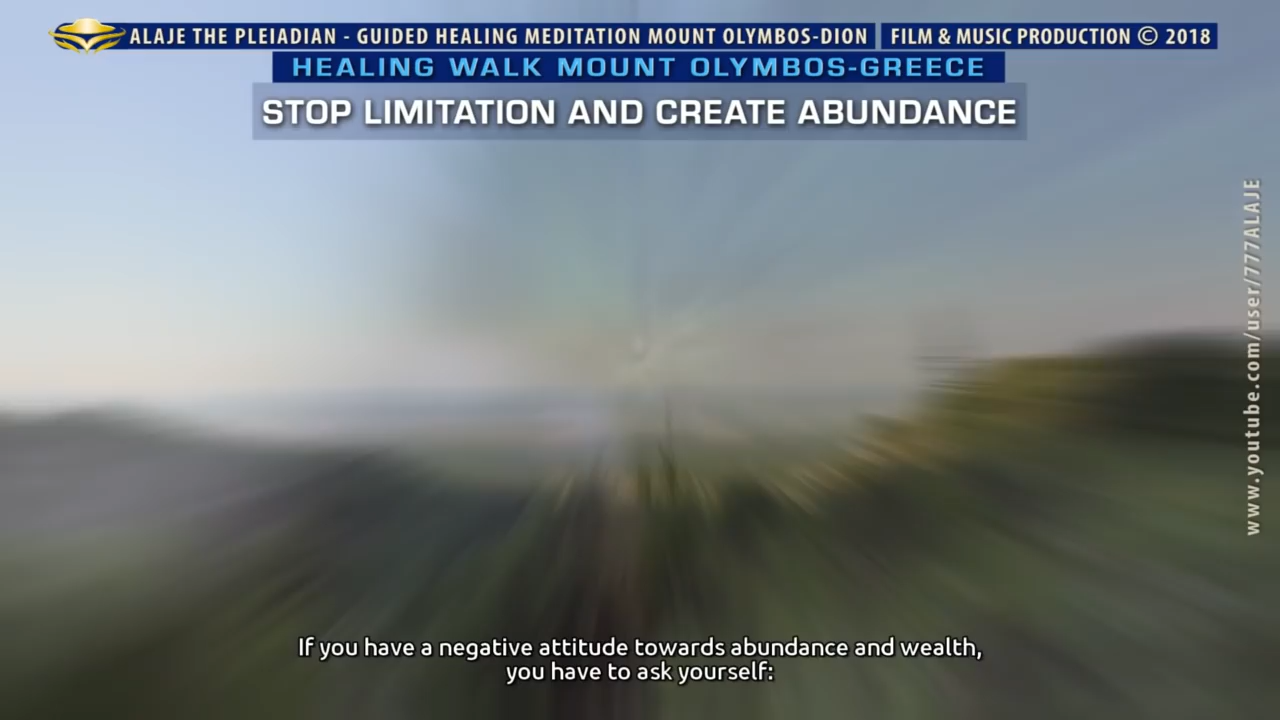 ALAJE THE PLEIADIAN - GUIDED HEALING MEDITATION MOUNT OLYMBOS-DION FILM & MUSIC PRODUCTION © 2018
HEALING WALK MOUNT OLYMBOS-GREECE
STOP LIMITATION AND CREATE ABUNDANCE
www.youtube.com/user/777ALAJE
If you have a negative attitude towards abundance and wealth,
you have to ask yourself: